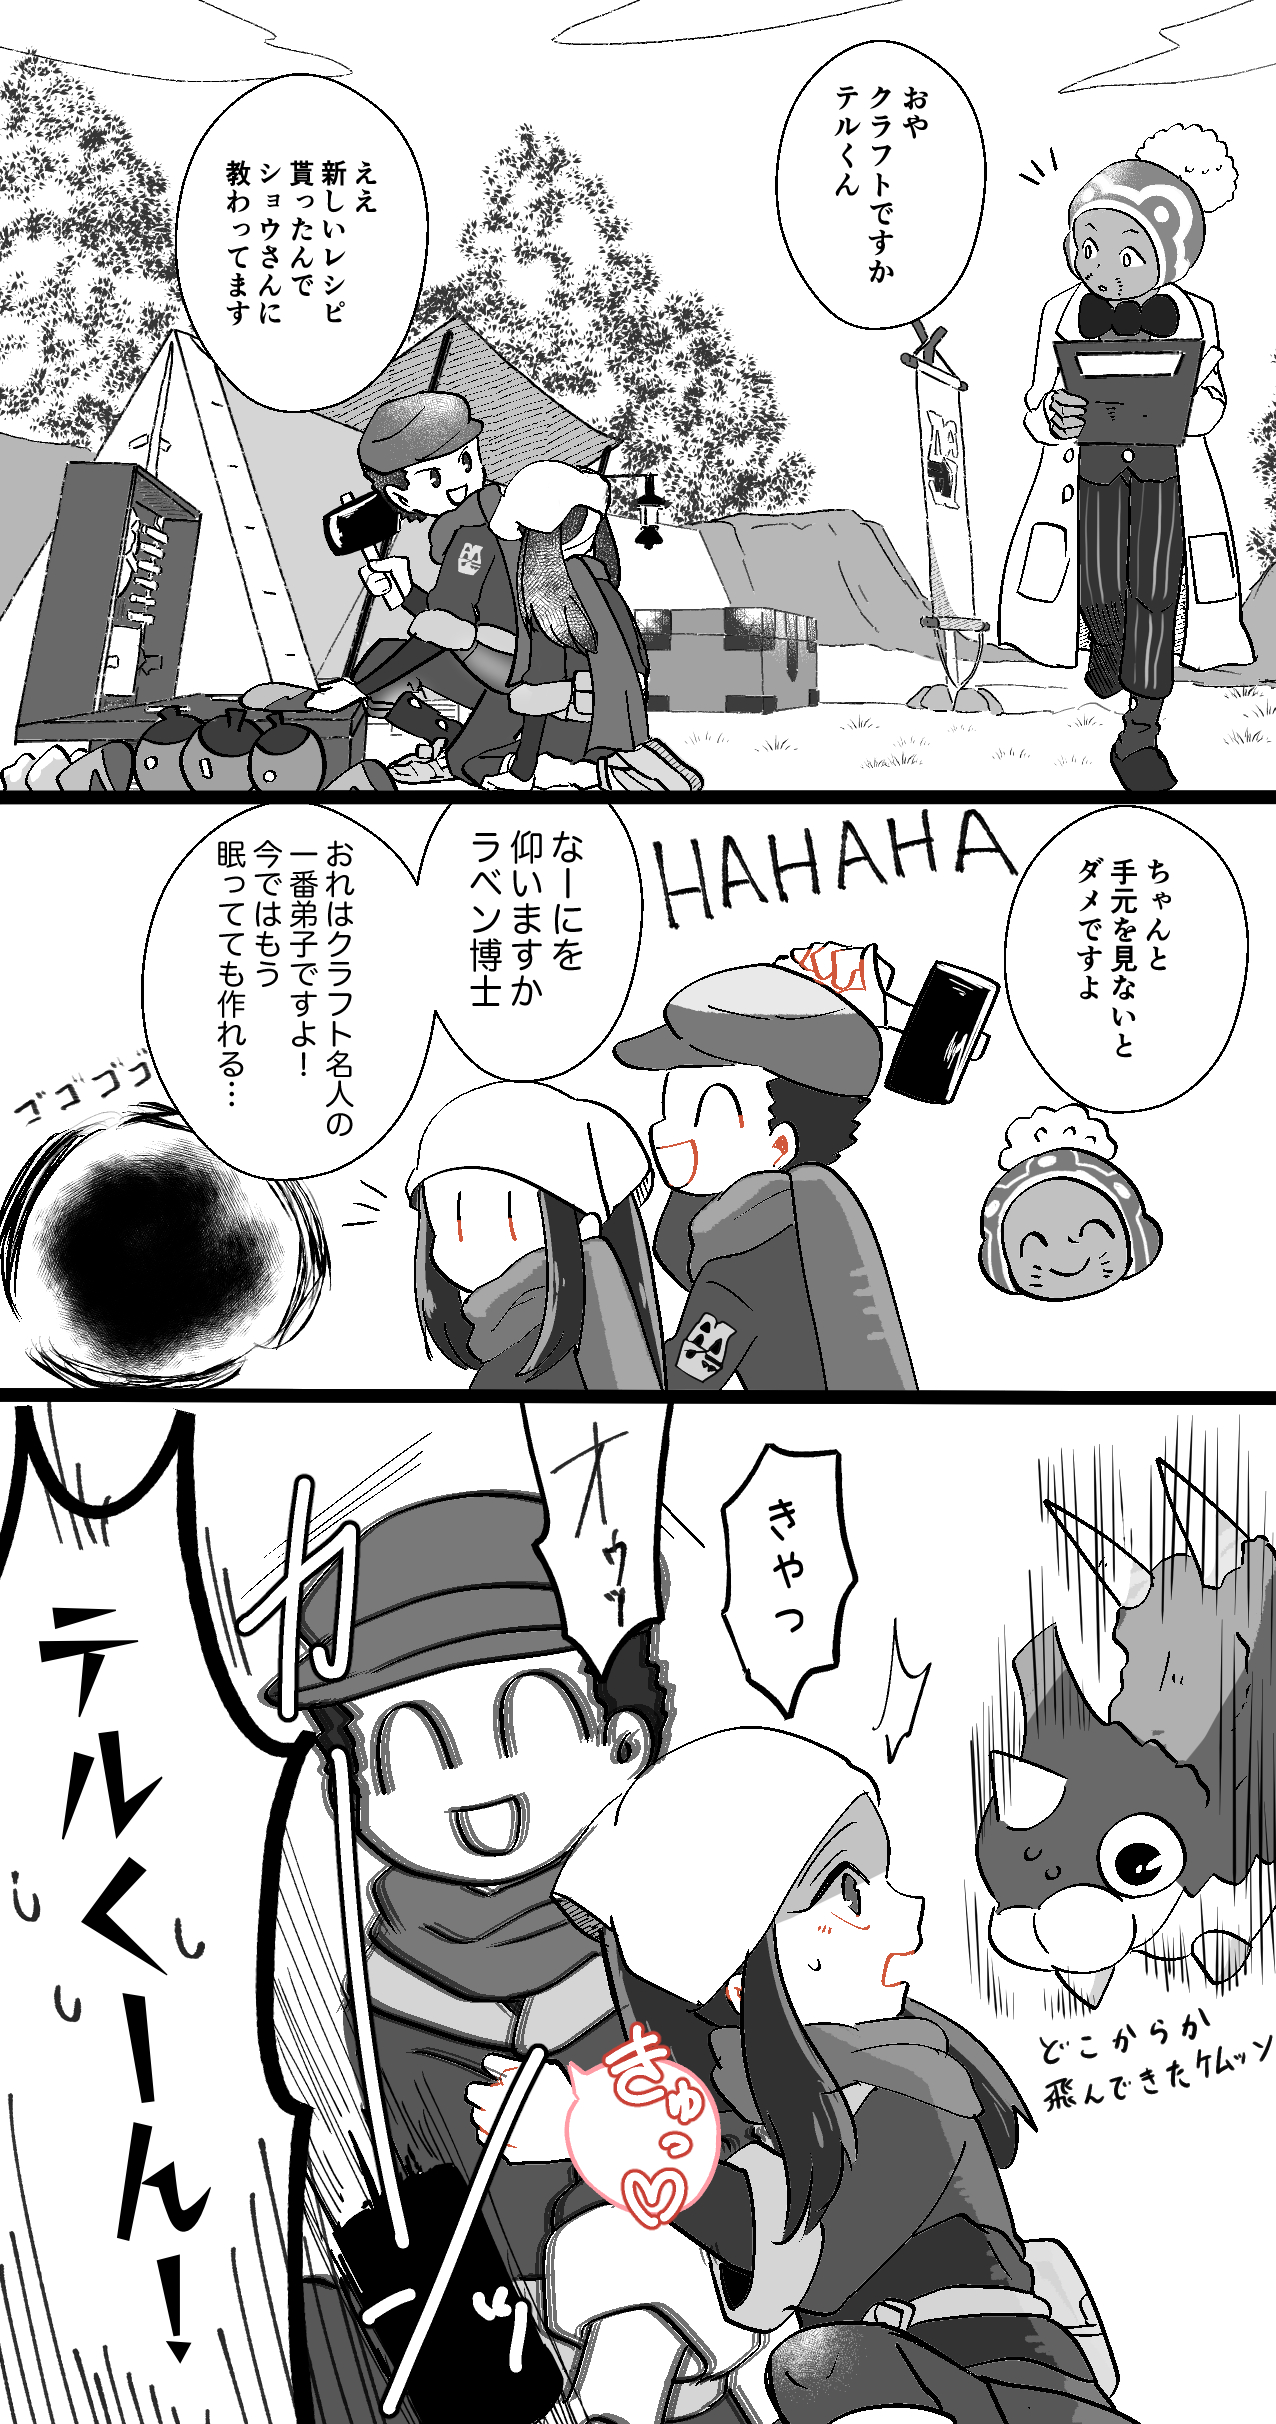 おや
クラフトですか
テルくん
ええ
新しいレシピ
貰ったんで
ショウさんに
教わってます
ちゃんと
手元を見ないと
ダメですよ
HAHAHA
なーにを
仰いますか
ラベン博士
おれはクラフト名人の
一番弟子ですよ！
今ではもう
眠ってても作れる…
ゴゴゴゴ
きゃっ
オゥッ
どこからか
飛んできたケムッソ
きゅっ♡
テルくーん！